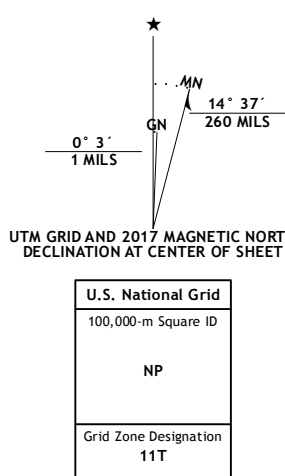 ★
MN
14° 37´
260 MILS
GN
0° 3´
1 MILS
UTM GRID AND 2017 MAGNETIC NORT
DECLINATION AT CENTER OF SHEET
U.S. National Grid
100,000-m Square ID
NP
Grid Zone Designation
11T